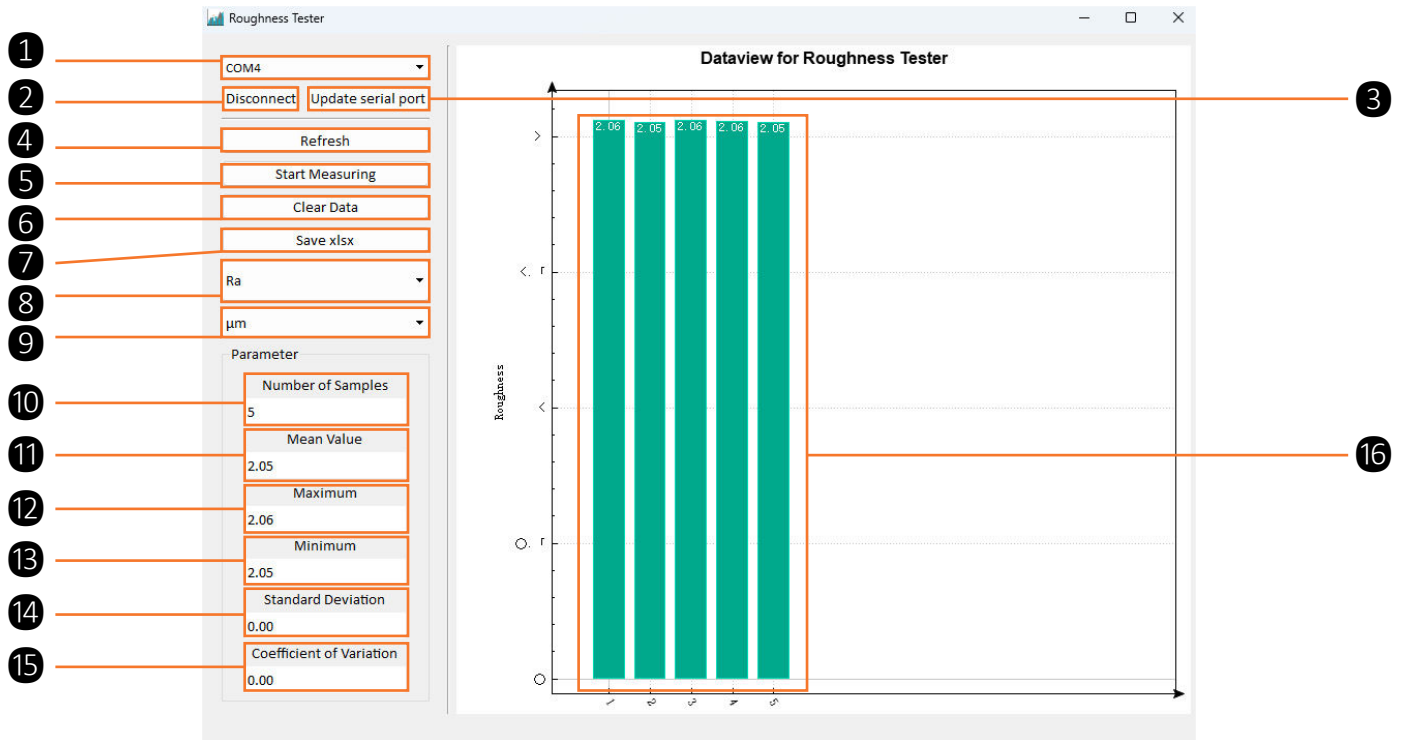 Roughness Tester
1
COM4
2
Disconnect
Update serial port
3
4
Refresh
5
Start Measuring
6
Clear Data
7
Save xlsx
8
Ra
9
µm
Parameter
10
Number of Samples
5
11
Mean Value
2.05
12
Maximum
2.06
13
Minimum
2.05
14
Standard Deviation
0.00
15
Coefficient of Variation
0.00
Dataview for Roughness Tester
Roughness
2.06
2.05
2.06
2.06
2.05
1
2
3
4
5
16